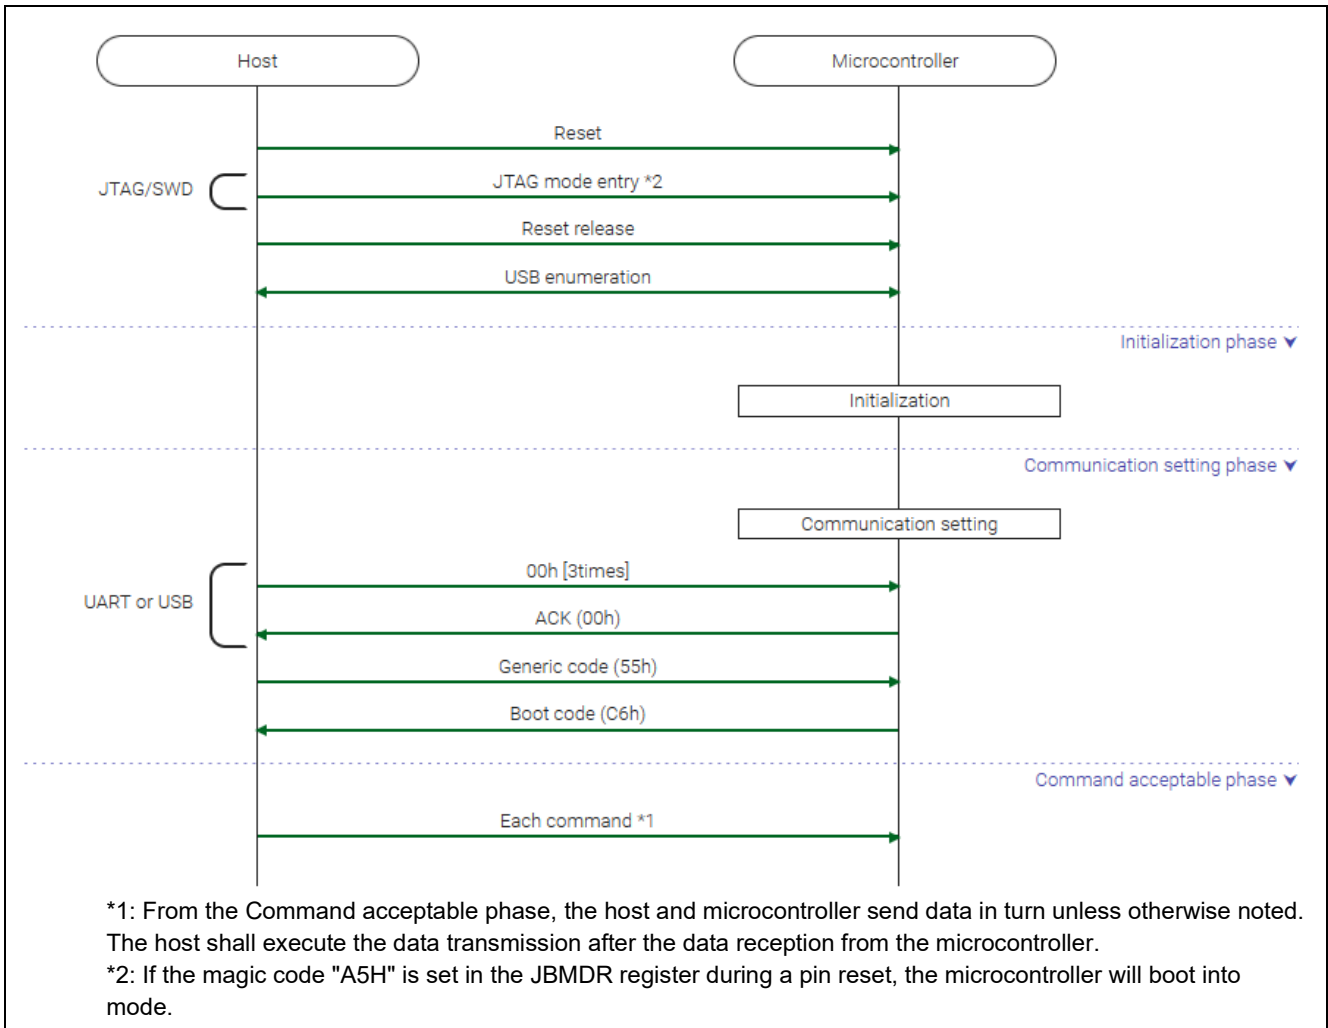 Host
Microcontroller
Reset
JTAG/SWD
JTAG mode entry *2
Reset release
USB enumeration
Initialization phase
Initialization
Communication setting phase
Communication setting
UART or USB
00h [3times]
ACK (00h)
Generic code (55h)
Boot code (C6h)
Command acceptable phase
Each command *1
*1: From the Command acceptable phase, the host and microcontroller send data in turn unless otherwise noted.
The host shall execute the data transmission after the data reception from the microcontroller.
*2: If the magic code "A5H" is set in the JBMDR register during a pin reset, the microcontroller will boot into
mode.